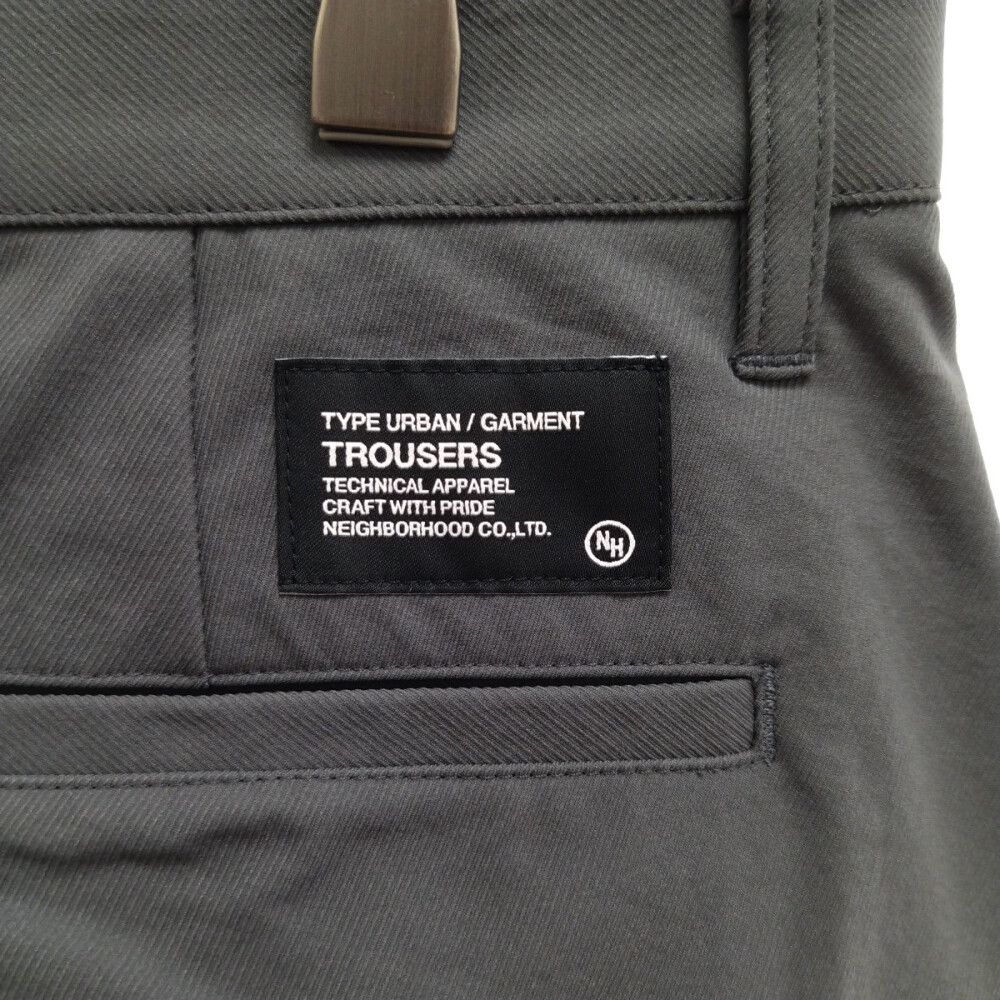 TYPE URBAN / GARMENT
TROUSERS
TECHNICAL APPAREL
CRAFT WITH PRIDE
NEIGHBORHOOD CO.,LTD.
NH